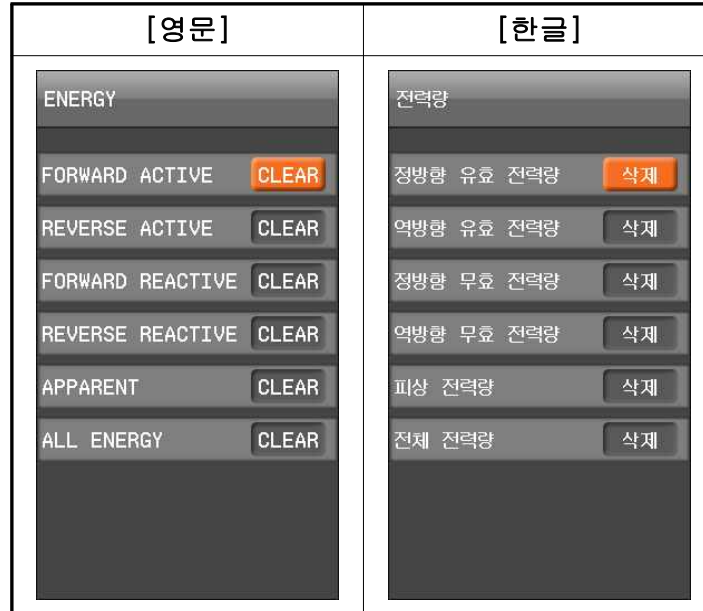 [영문]
[한글]
ENERGY
FORWARD ACTIVE CLEAR
REVERSE ACTIVE CLEAR
FORWARD REACTIVE CLEAR
REVERSE REACTIVE CLEAR
APPARENT CLEAR
ALL ENERGY CLEAR
전력량
정방향 유효 전력량 삭제
역방향 유효 전력량 삭제
정방향 무효 전력량 삭제
역방향 무효 전력량 삭제
피상 전력량 삭제
전체 전력량 삭제